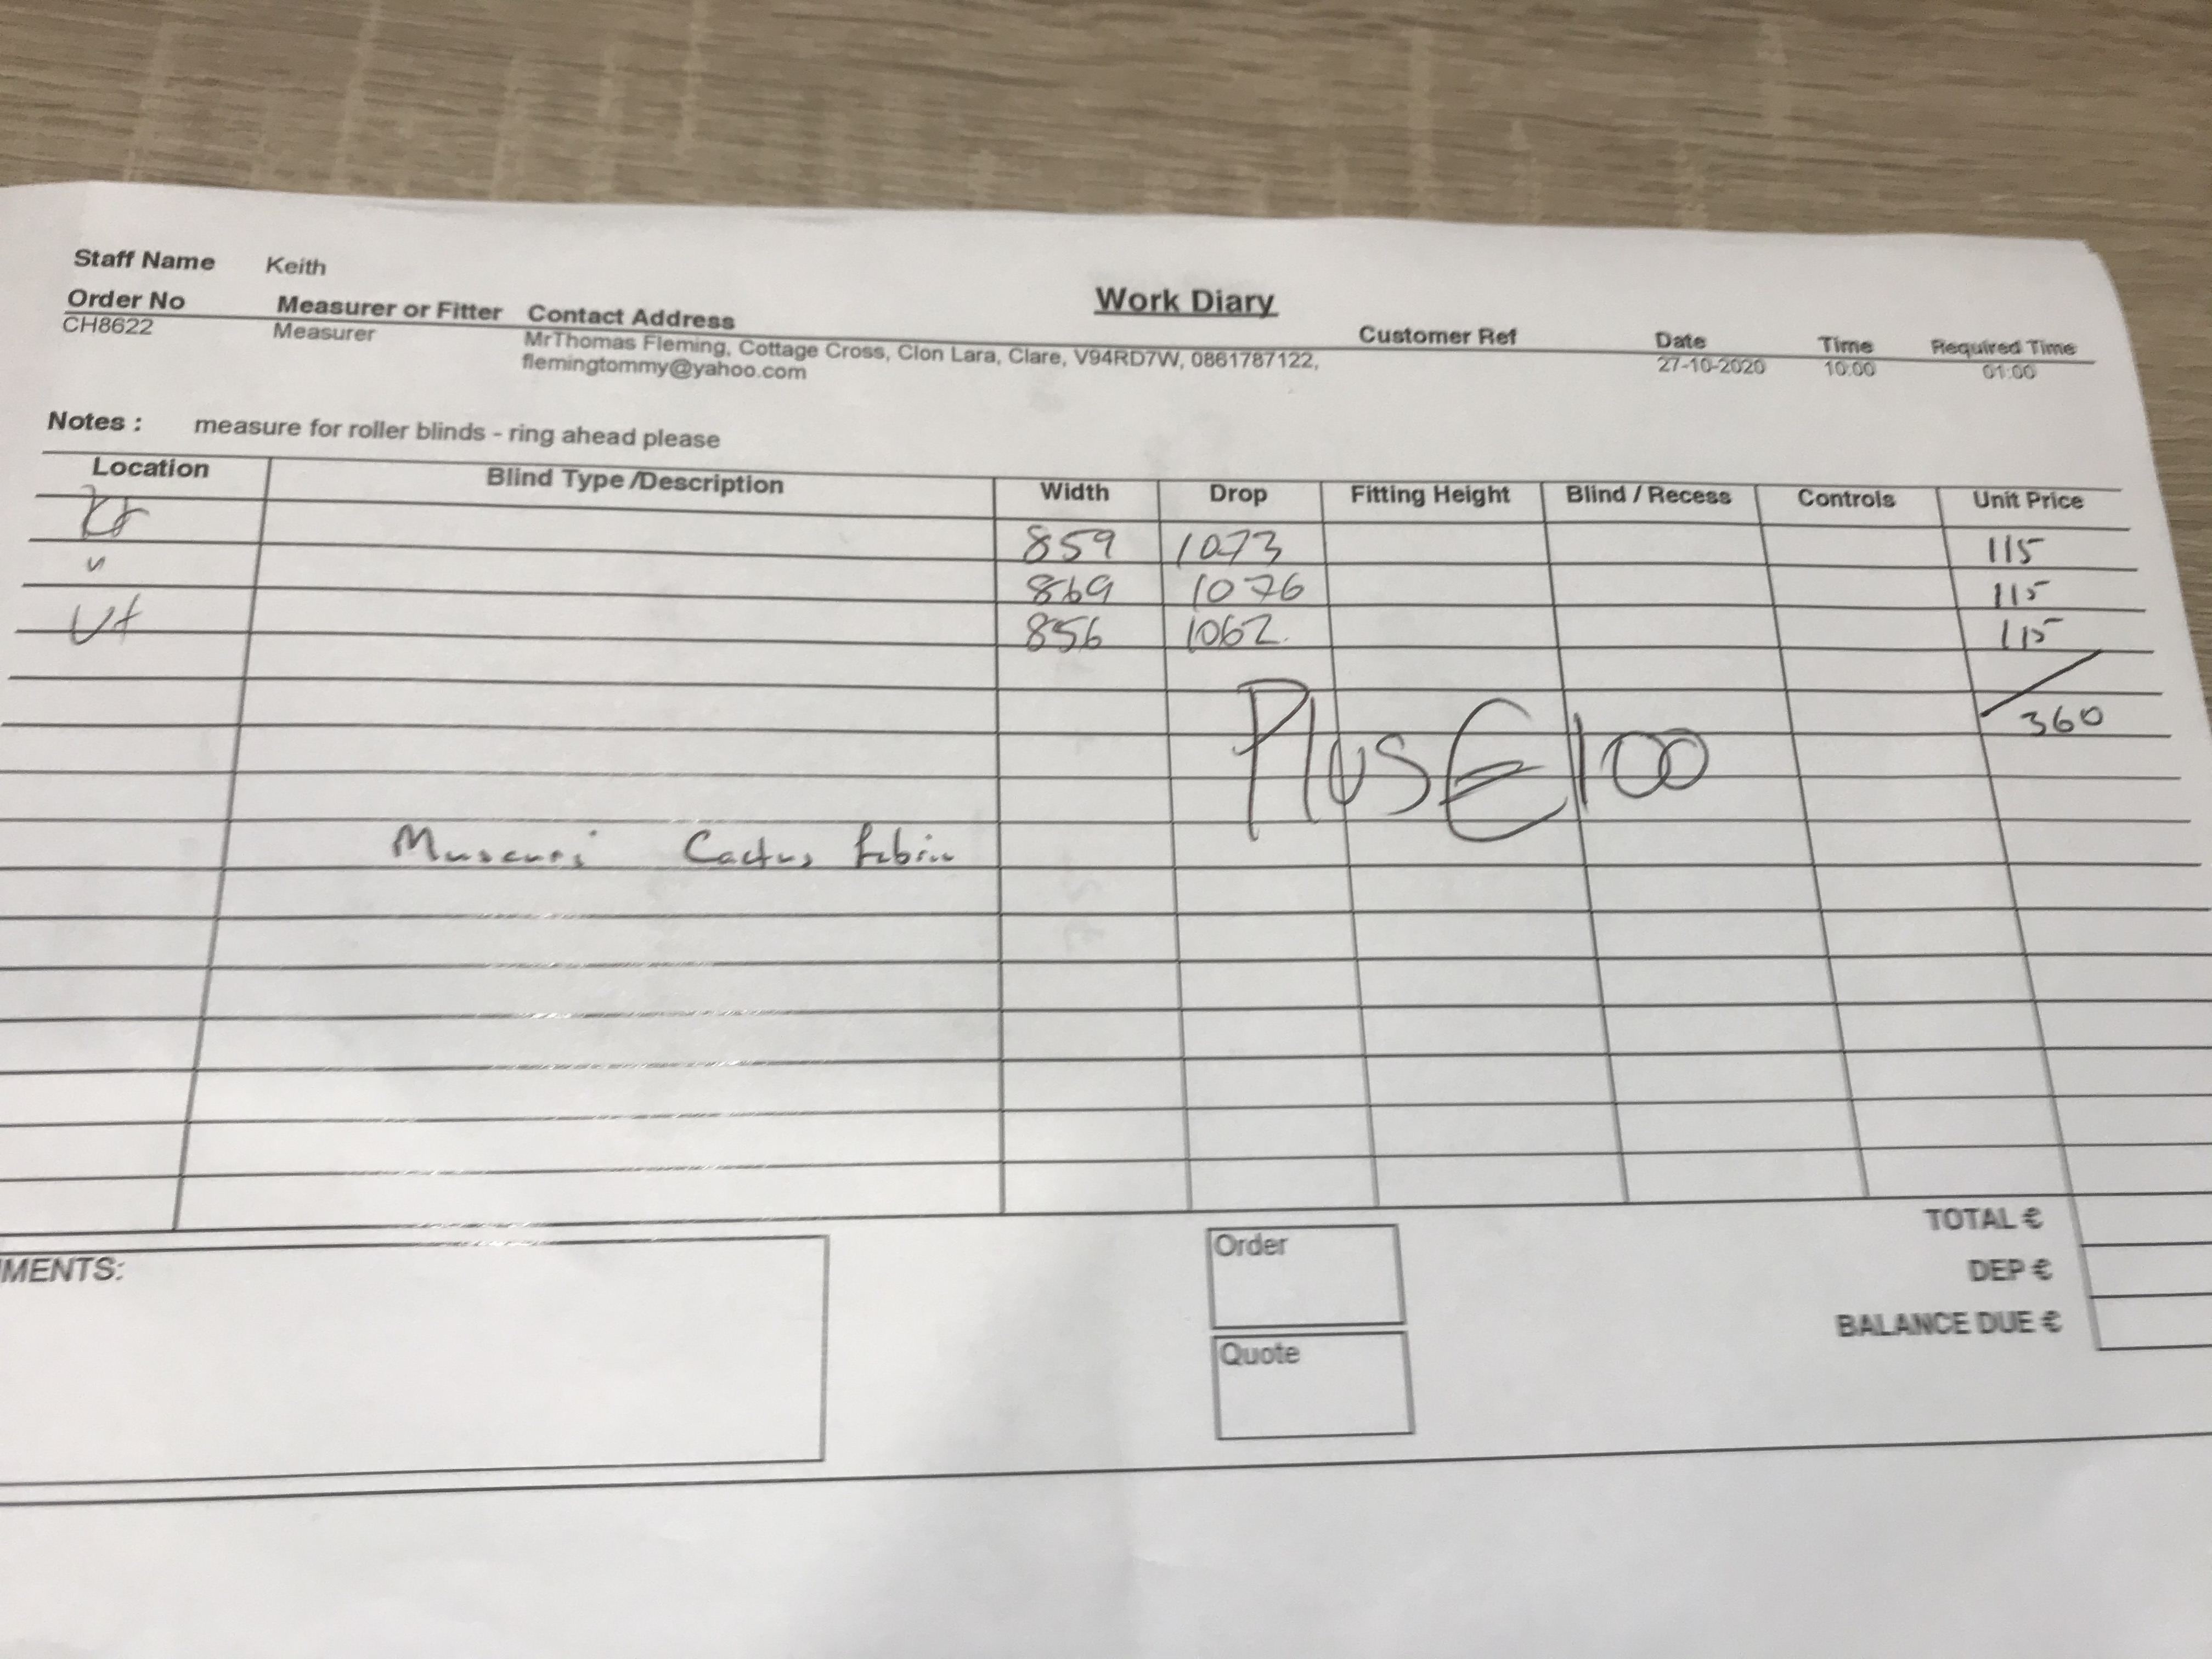 Work Diary
Staff Name Keith
Order No Measurer or Fitter Contact Address Customer Ref Date Time Required Time
CH8622 Measurer MrThomas Fleming, Cottage Cross, Clon Lara, Clare, V94RD7W, 0861787122, 27-10-2020 10:00 01:00
flemingtommy@yahoo.com
Notes : measure for roller blinds - ring ahead please
Location Blind Type /Description Width Drop Fitting Height Blind / Recess Controls Unit Price
859 1073 115
" 869 1076 115
Ut 856 1062. 115
360
Plus €100
Cactus fabric
MENTS:
Order
Quote
TOTAL €
DEP €
BALANCE DUE €